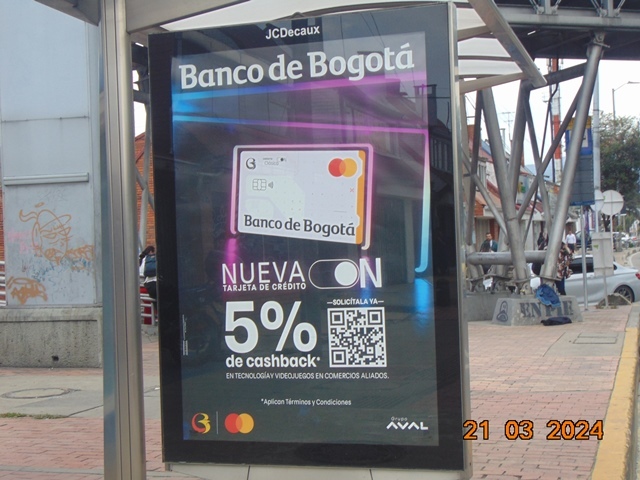 JCDecaux
Banco de Bogotá
Banco de Bogotá
NUEVA ON
TARJETA DE CRÉDITO
5%
de cashback*
SOLICÍTALA YA
EN TECNOLOGÍA Y VIDEOJUEGOS EN COMERCIOS ALIADOS.
*Aplican Términos y Condiciones
Grupo
AVAL
21 03 2024